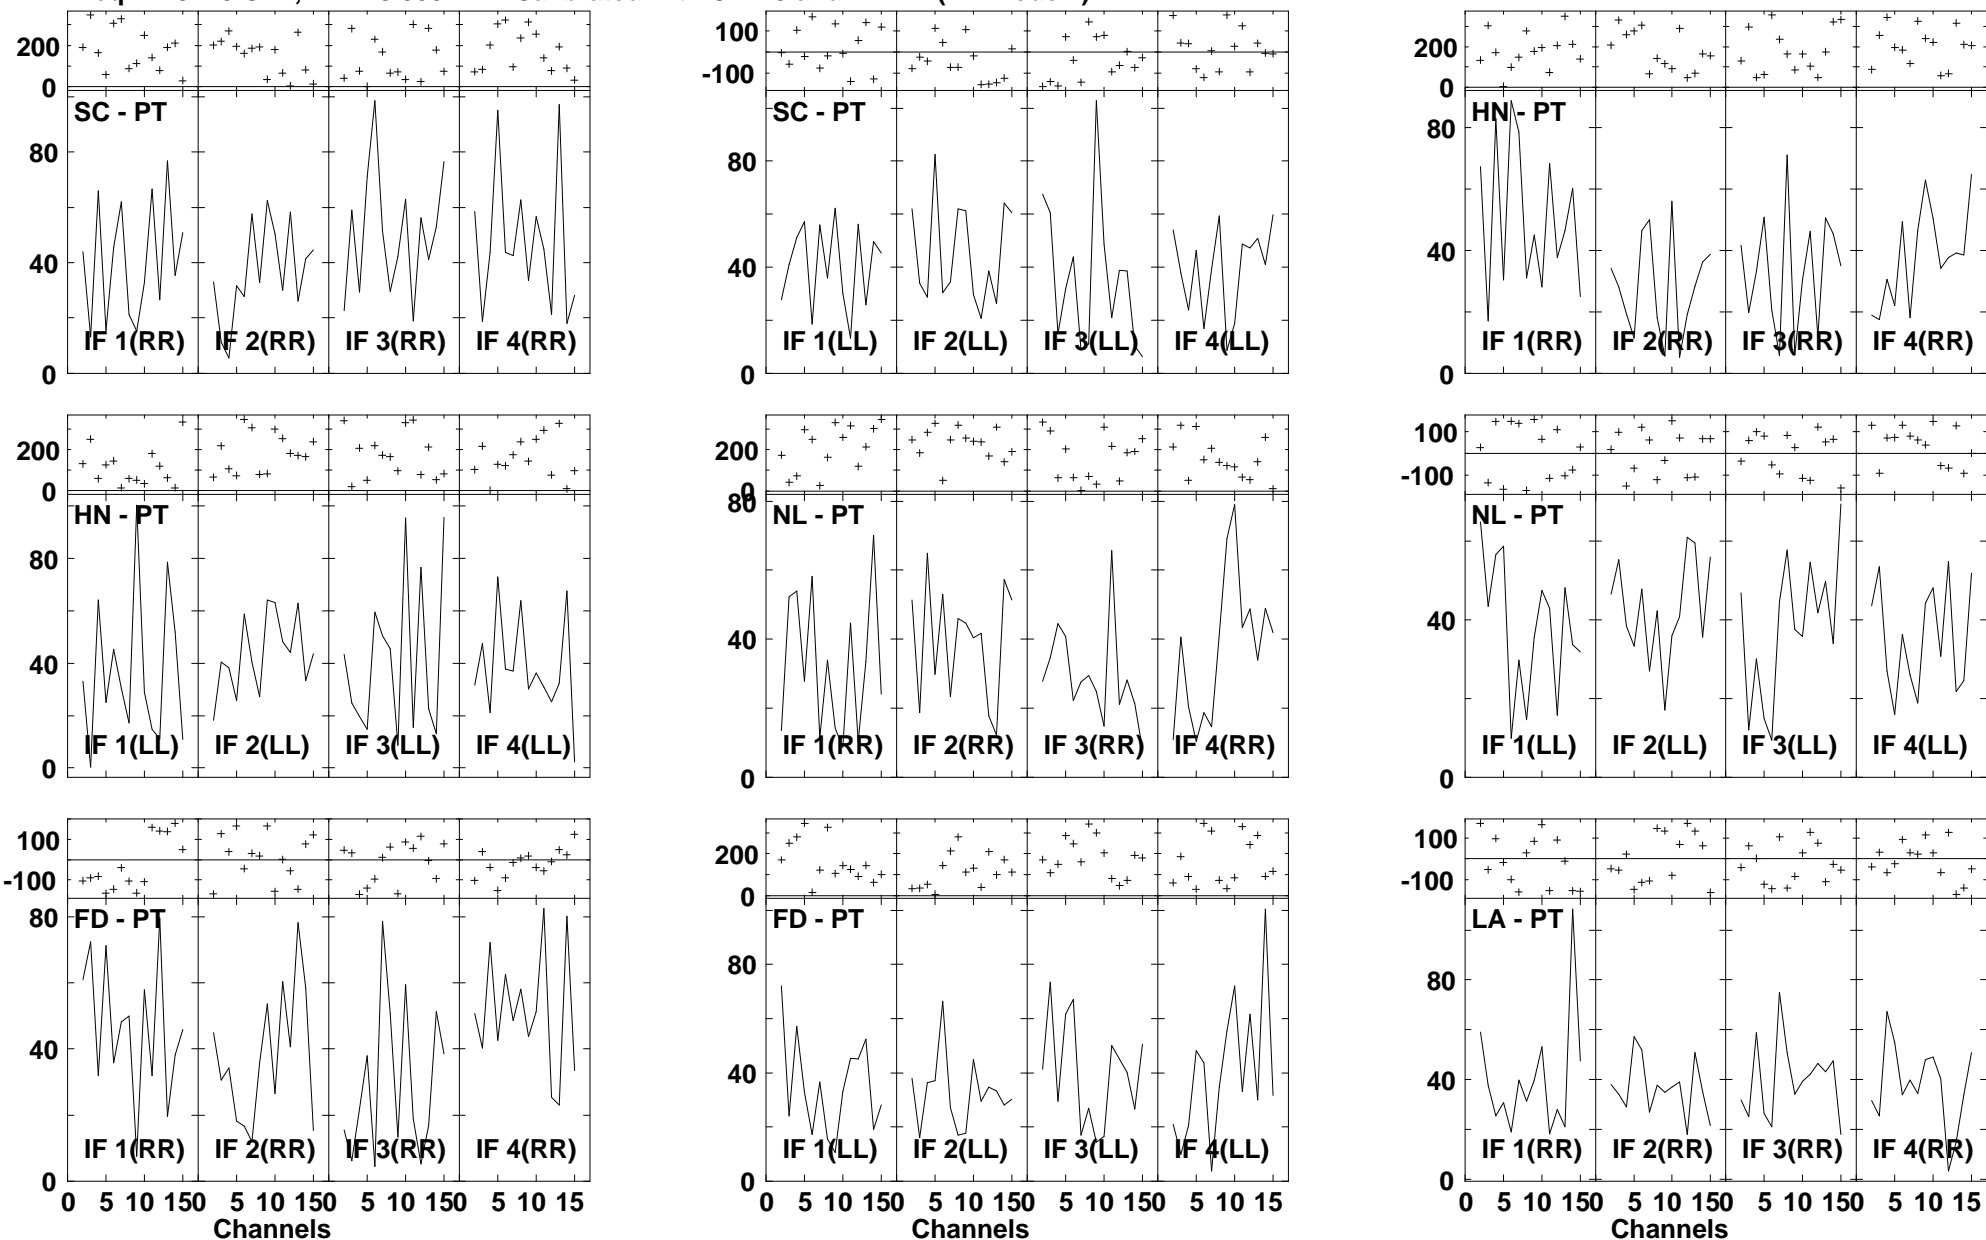 200 0 100 -100 200 0
SC - PT SC - PT HN - PT
80 40 0 80 40 0 80 40 0
IF 1(RR) IF 2(RR) IF 3(RR) IF 4(RR) IF 1(LL) IF 2(LL) IF 3(LL) IF 4(LL) IF 1(RR) IF 2(RR) IF 3(RR) IF 4(RR)
200 0 200 0 100 -100
HN - PT NL - PT NL - PT
80 40 0 80 40 0 40 0
IF 1(LL) IF 2(LL) IF 3(LL) IF 4(LL) IF 1(RR) IF 2(RR) IF 3(RR) IF 4(RR) IF 1(LL) IF 2(LL) IF 3(LL) IF 4(LL)
100 -100 200 0 100 -100
FD - PT FD - PT LA - PT
80 40 0 80 40 0 80 40 0
IF 1(RR) IF 2(RR) IF 3(RR) IF 4(RR) IF 1(LL) IF 2(LL) IF 3(LL) IF 4(LL) IF 1(RR) IF 2(RR) IF 3(RR) IF 4(RR)
0 5 10 150 5 10 150 5 10 150 5 10 15 0 5 10 150 5 10 150 5 10 150 5 10 15 0 5 10 150 5 10 150 5 10 150 5 10 15
Channels Channels Channels